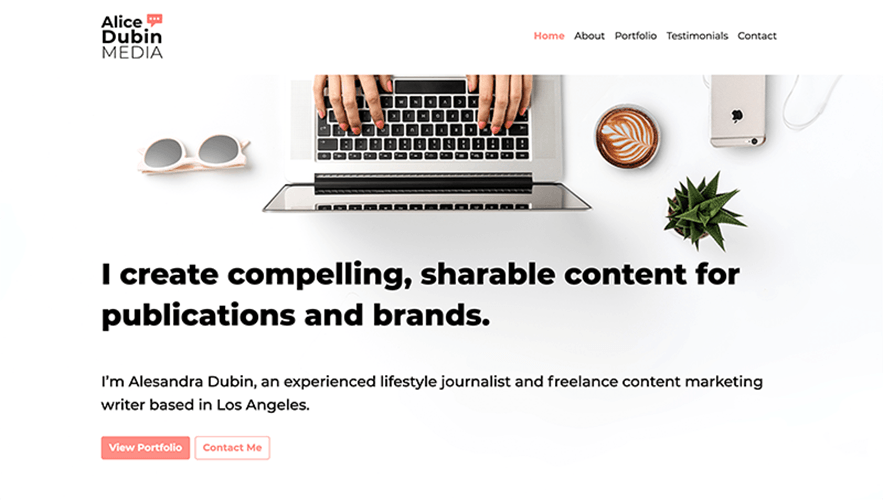 Alice
Dubin
MEDIA
Home About Portfolio Testimonials Contact
I create compelling, sharable content for
publications and brands.
I'm Alesandra Dubin, an experienced lifestyle journalist and freelance content marketing
writer based in Los Angeles.
View Portfolio Contact Me